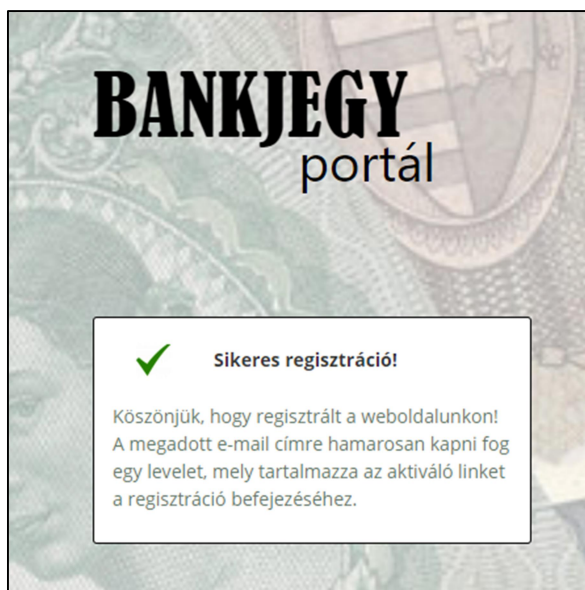 BANKJEGY
portál
Sikeres regisztráció!
Köszönjük, hogy regisztrált a weboldalunkon!
A megadott e-mail címre hamarosan kapni fog
egy levelet, mely tartalmazza az aktiváló linket
a regisztráció befejezéséhez.